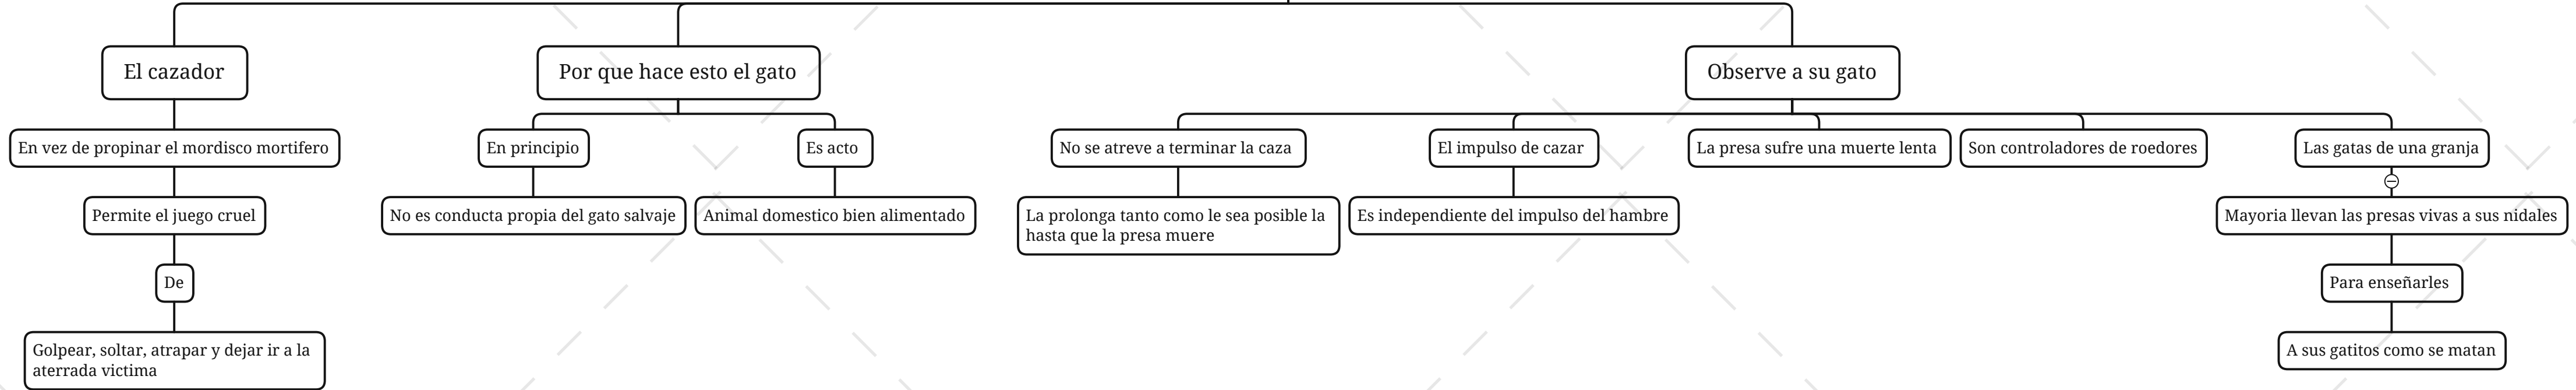 El cazador
Por que hace esto el gato
Observe a su gato
En vez de propinar el mordisco mortifero
En principio
Es acto
No se atreve a terminar la caza
El impulso de cazar
La presa sufre una muerte lenta
Son controladores de roedores
Las gatas de una granja
Permite el juego cruel
No es conducta propia del gato salvaje
Animal domestico bien alimentado
La prolonga tanto como le sea posible la
hasta que la presa muere
Es independiente del impulso del hambre
Mayoria llevan las presas vivas a sus nidales
De
Para enseñarles
Golpear, soltar, atrapar y dejar ir a la
aterrada victima
A sus gatitos como se matan